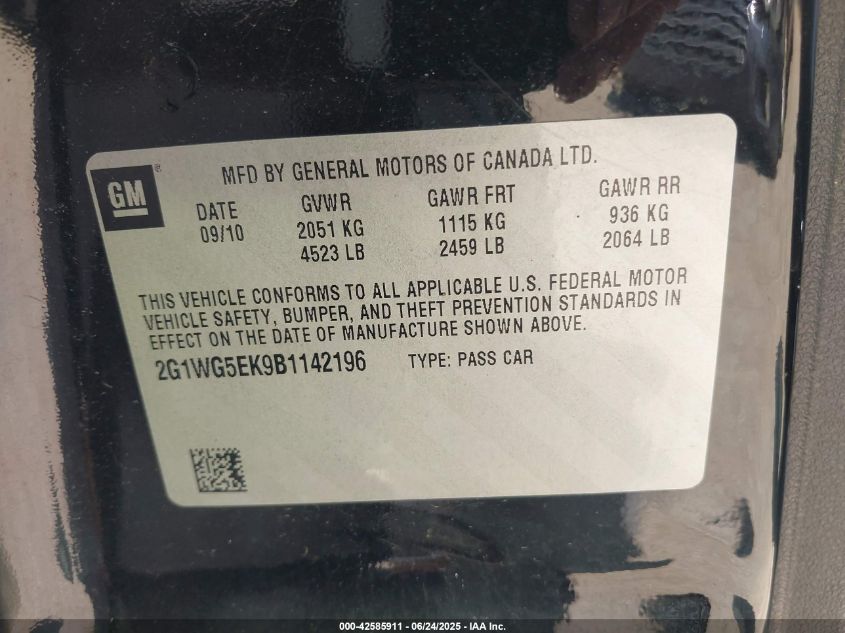 MFD BY GENERAL MOTORS OF CANADA LTD.
GM®
DATE GVWR GAWR FRT GAWR RR
09/10 2051 KG 1115 KG 936 KG
4523 LB 2459 LB 2064 LB
THIS VEHICLE CONFORMS TO ALL APPLICABLE U.S. FEDERAL MOTOR
VEHICLE SAFETY, BUMPER, AND THEFT PREVENTION STANDARDS IN
EFFECT ON THE DATE OF MANUFACTURE SHOWN ABOVE.
2G1WG5EK9B1142196 TYPE: PASS CAR
000-42585911 - 06/24/2025 - IAA Inc.